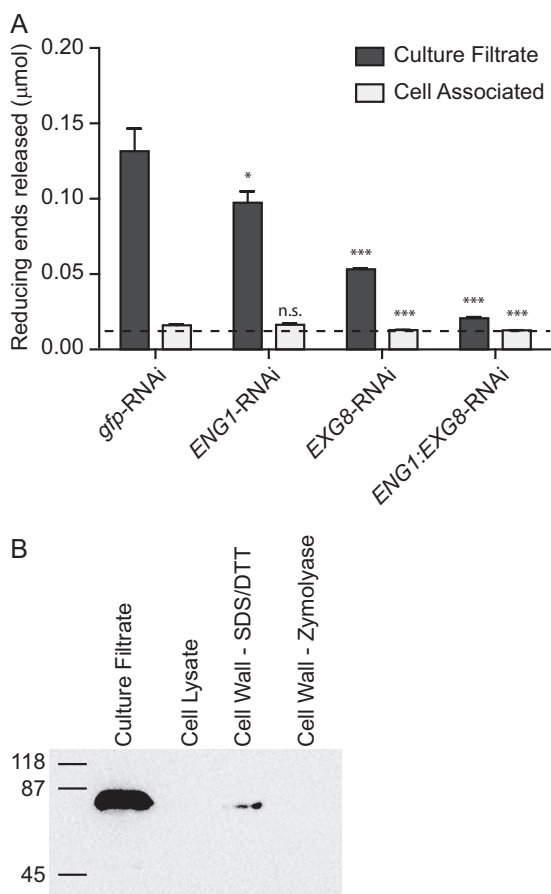 A
Reducing ends released (μmol)
0.20
0.15
0.10
0.05
0.00
Culture Filtrate
Cell Associated
*
n.s.
***
***
***
***
gfp-RNAi
ENG1-RNAi
EXG8-RNAi
ENG1:EXG8-RNAi
B
Culture Filtrate
Cell Lysate
Cell Wall - SDS/DTT
Cell Wall - Zymolyase
118
87
45